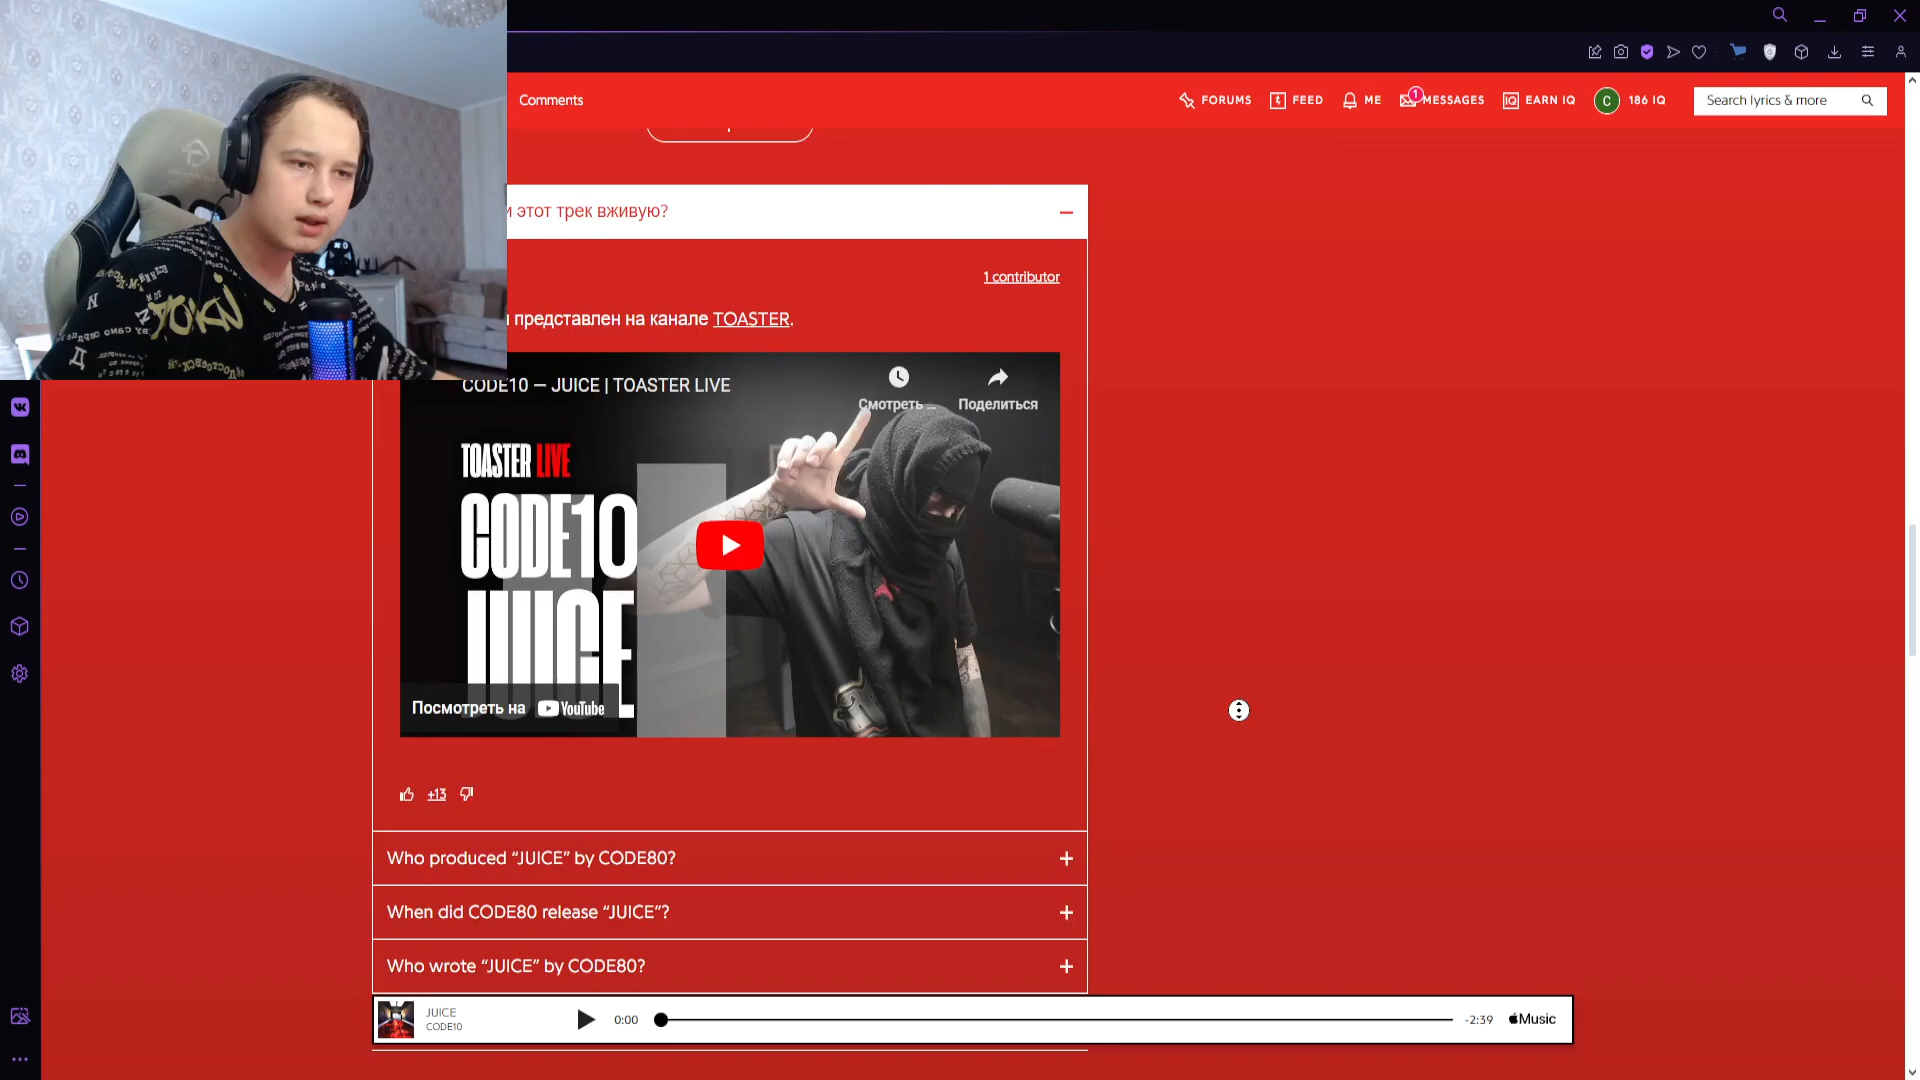 Comments
FORUMS
FEED
ME
1
MESSAGES
IQ
EARN IQ
C
186 IQ
Search lyrics & more
этот трек вживую?
1 contributor
представлен на канале TOASTER.
CODE10 — JUICE | TOASTER LIVE
Смотреть ...
Поделиться
TOASTER LIVE
CODE10
JUICE
Посмотреть на YouTube
+13
Who produced “JUICE” by CODE80?
When did CODE80 release “JUICE”?
Who wrote “JUICE” by CODE80?
JUICE
CODE10
0:00
-2:39
Music